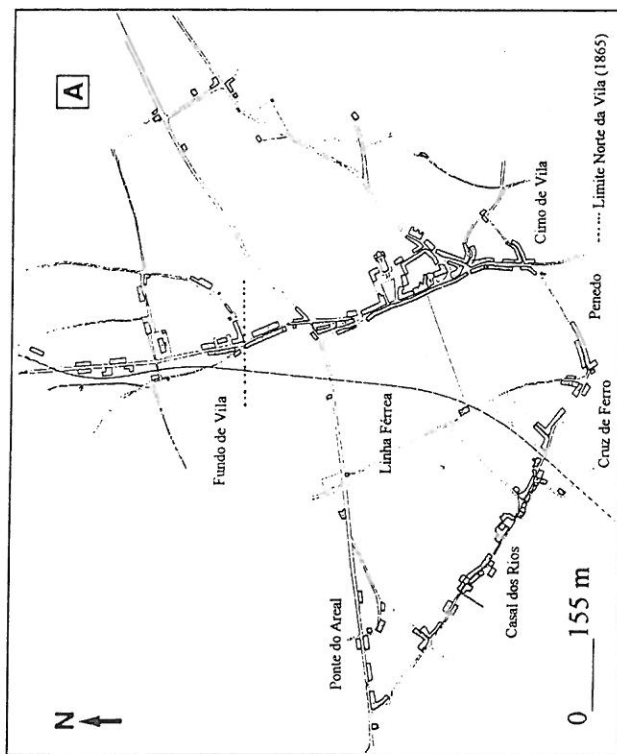 N
A
Fundo de Vila
Ponte do Areal
Linha Férrea
Cimo de Vila
Casal dos Rios
Penedo
Cruz de Ferro
0 155 m
...... Limite Norte da Vila (1865)